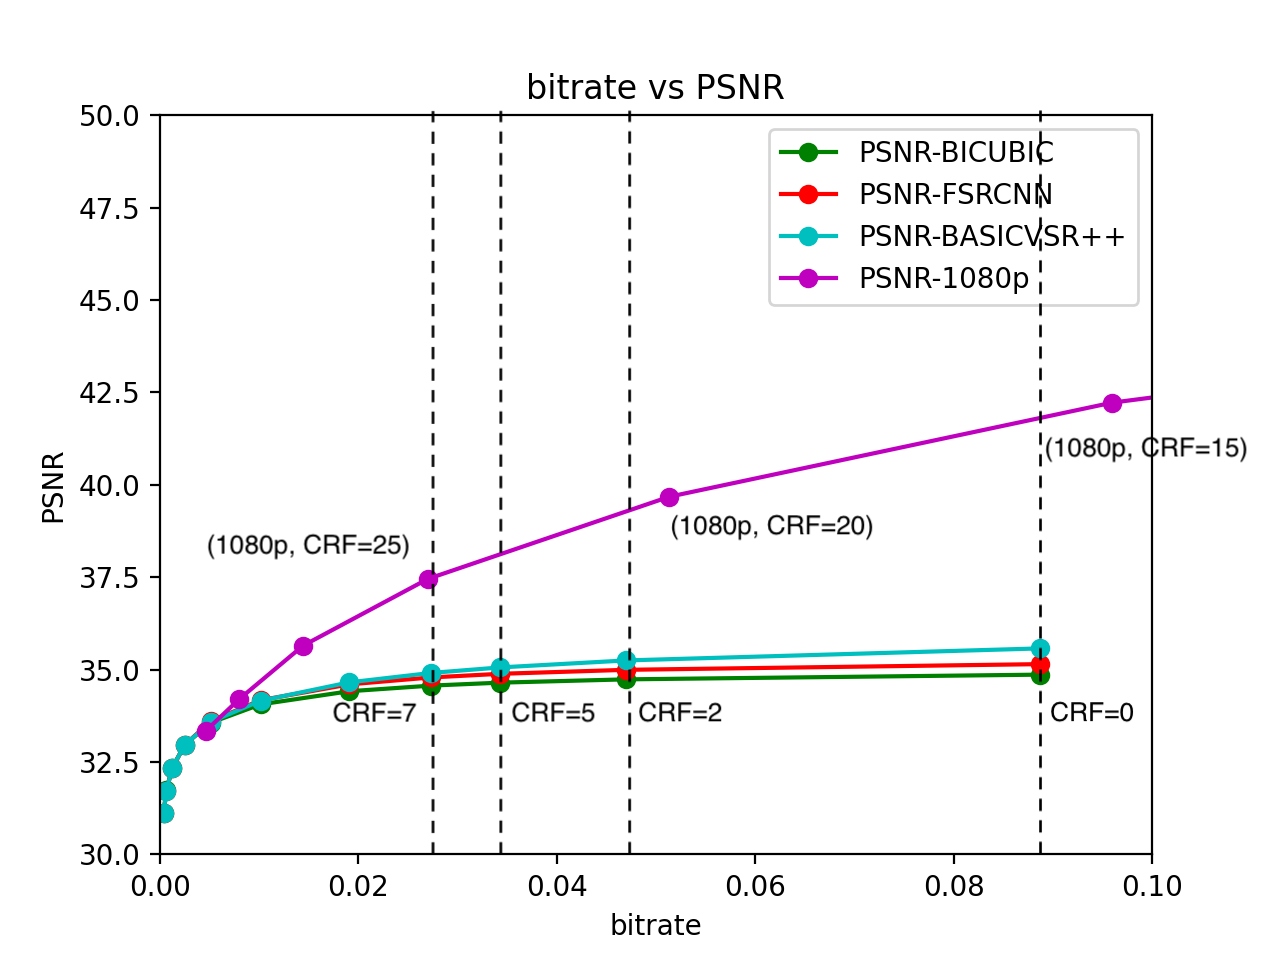 bitrate vs PSNR
50.0
47.5
45.0
42.5
40.0
37.5
35.0
32.5
30.0
PSNR
PSNR-BICUBIC
PSNR-FSRCNN
PSNR-BASICVSR++
PSNR-1080p
(1080p, CRF=15)
(1080p, CRF=20)
(1080p, CRF=25)
CRF=7
CRF=5
CRF=2
CRF=0
0.00
0.02
0.04
0.06
0.08
0.10
bitrate